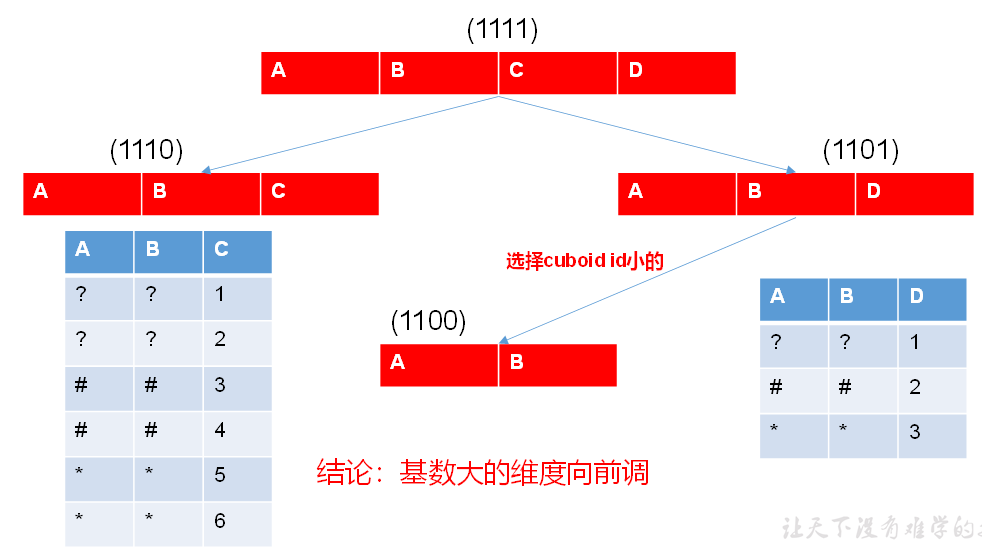 (1111)
A B C D
(1110)
(1101)
A B C
A B D
A B C
? ? 1
? ? 2
# # 3
# # 4
* * 5
* * 6
选择cuboid id小的
(1100)
A B
A B D
? ? 1
# # 2
* * 3
结论：基数大的维度向前调
让天下没有难学的